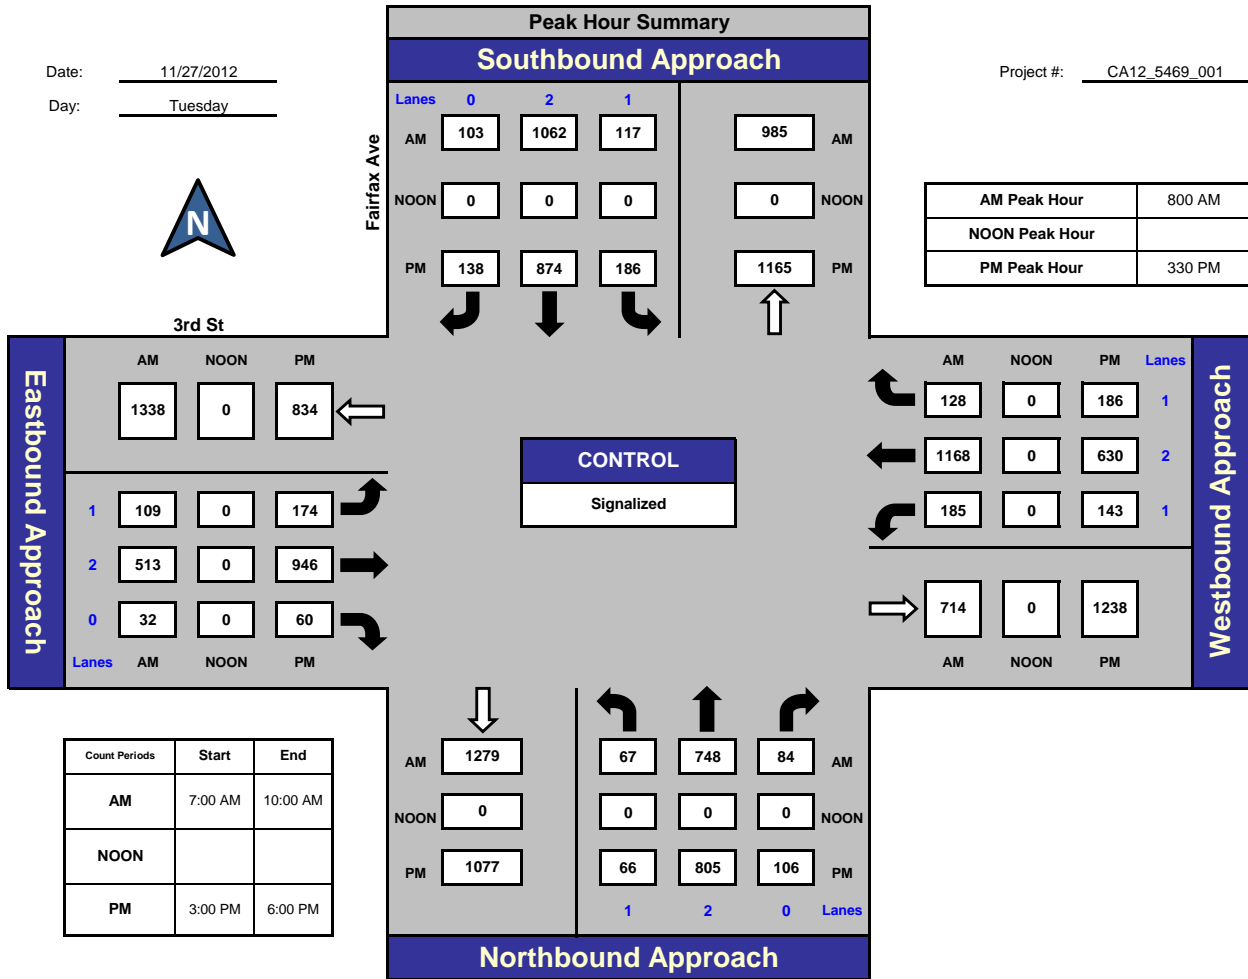 Peak Hour Summary
Southbound Approach
Date: 11/27/2012
Day: Tuesday
Project #: CA12_5469_001
Fairfax Ave
Lanes 0 2 1
AM 103 1062 117 985 AM
NOON 0 0 0 0 NOON
PM 138 874 186 1165 PM
N
AM Peak Hour 800 AM
NOON Peak Hour
PM Peak Hour 330 PM
3rd St
Eastbound Approach
AM NOON PM
1338 0 834
1 109 0 174
2 513 0 946
0 32 0 60
Lanes AM NOON PM
CONTROL
Signalized
AM NOON PM Lanes
128 0 186 1
1168 0 630 2
185 0 143 1
714 0 1238
AM NOON PM
Westbound Approach
Count Periods Start End
AM 7:00 AM 10:00 AM
NOON
PM 3:00 PM 6:00 PM
AM 1279 67 748 84 AM
NOON 0 0 0 0 NOON
PM 1077 66 805 106 PM
1 2 0 Lanes
Northbound Approach